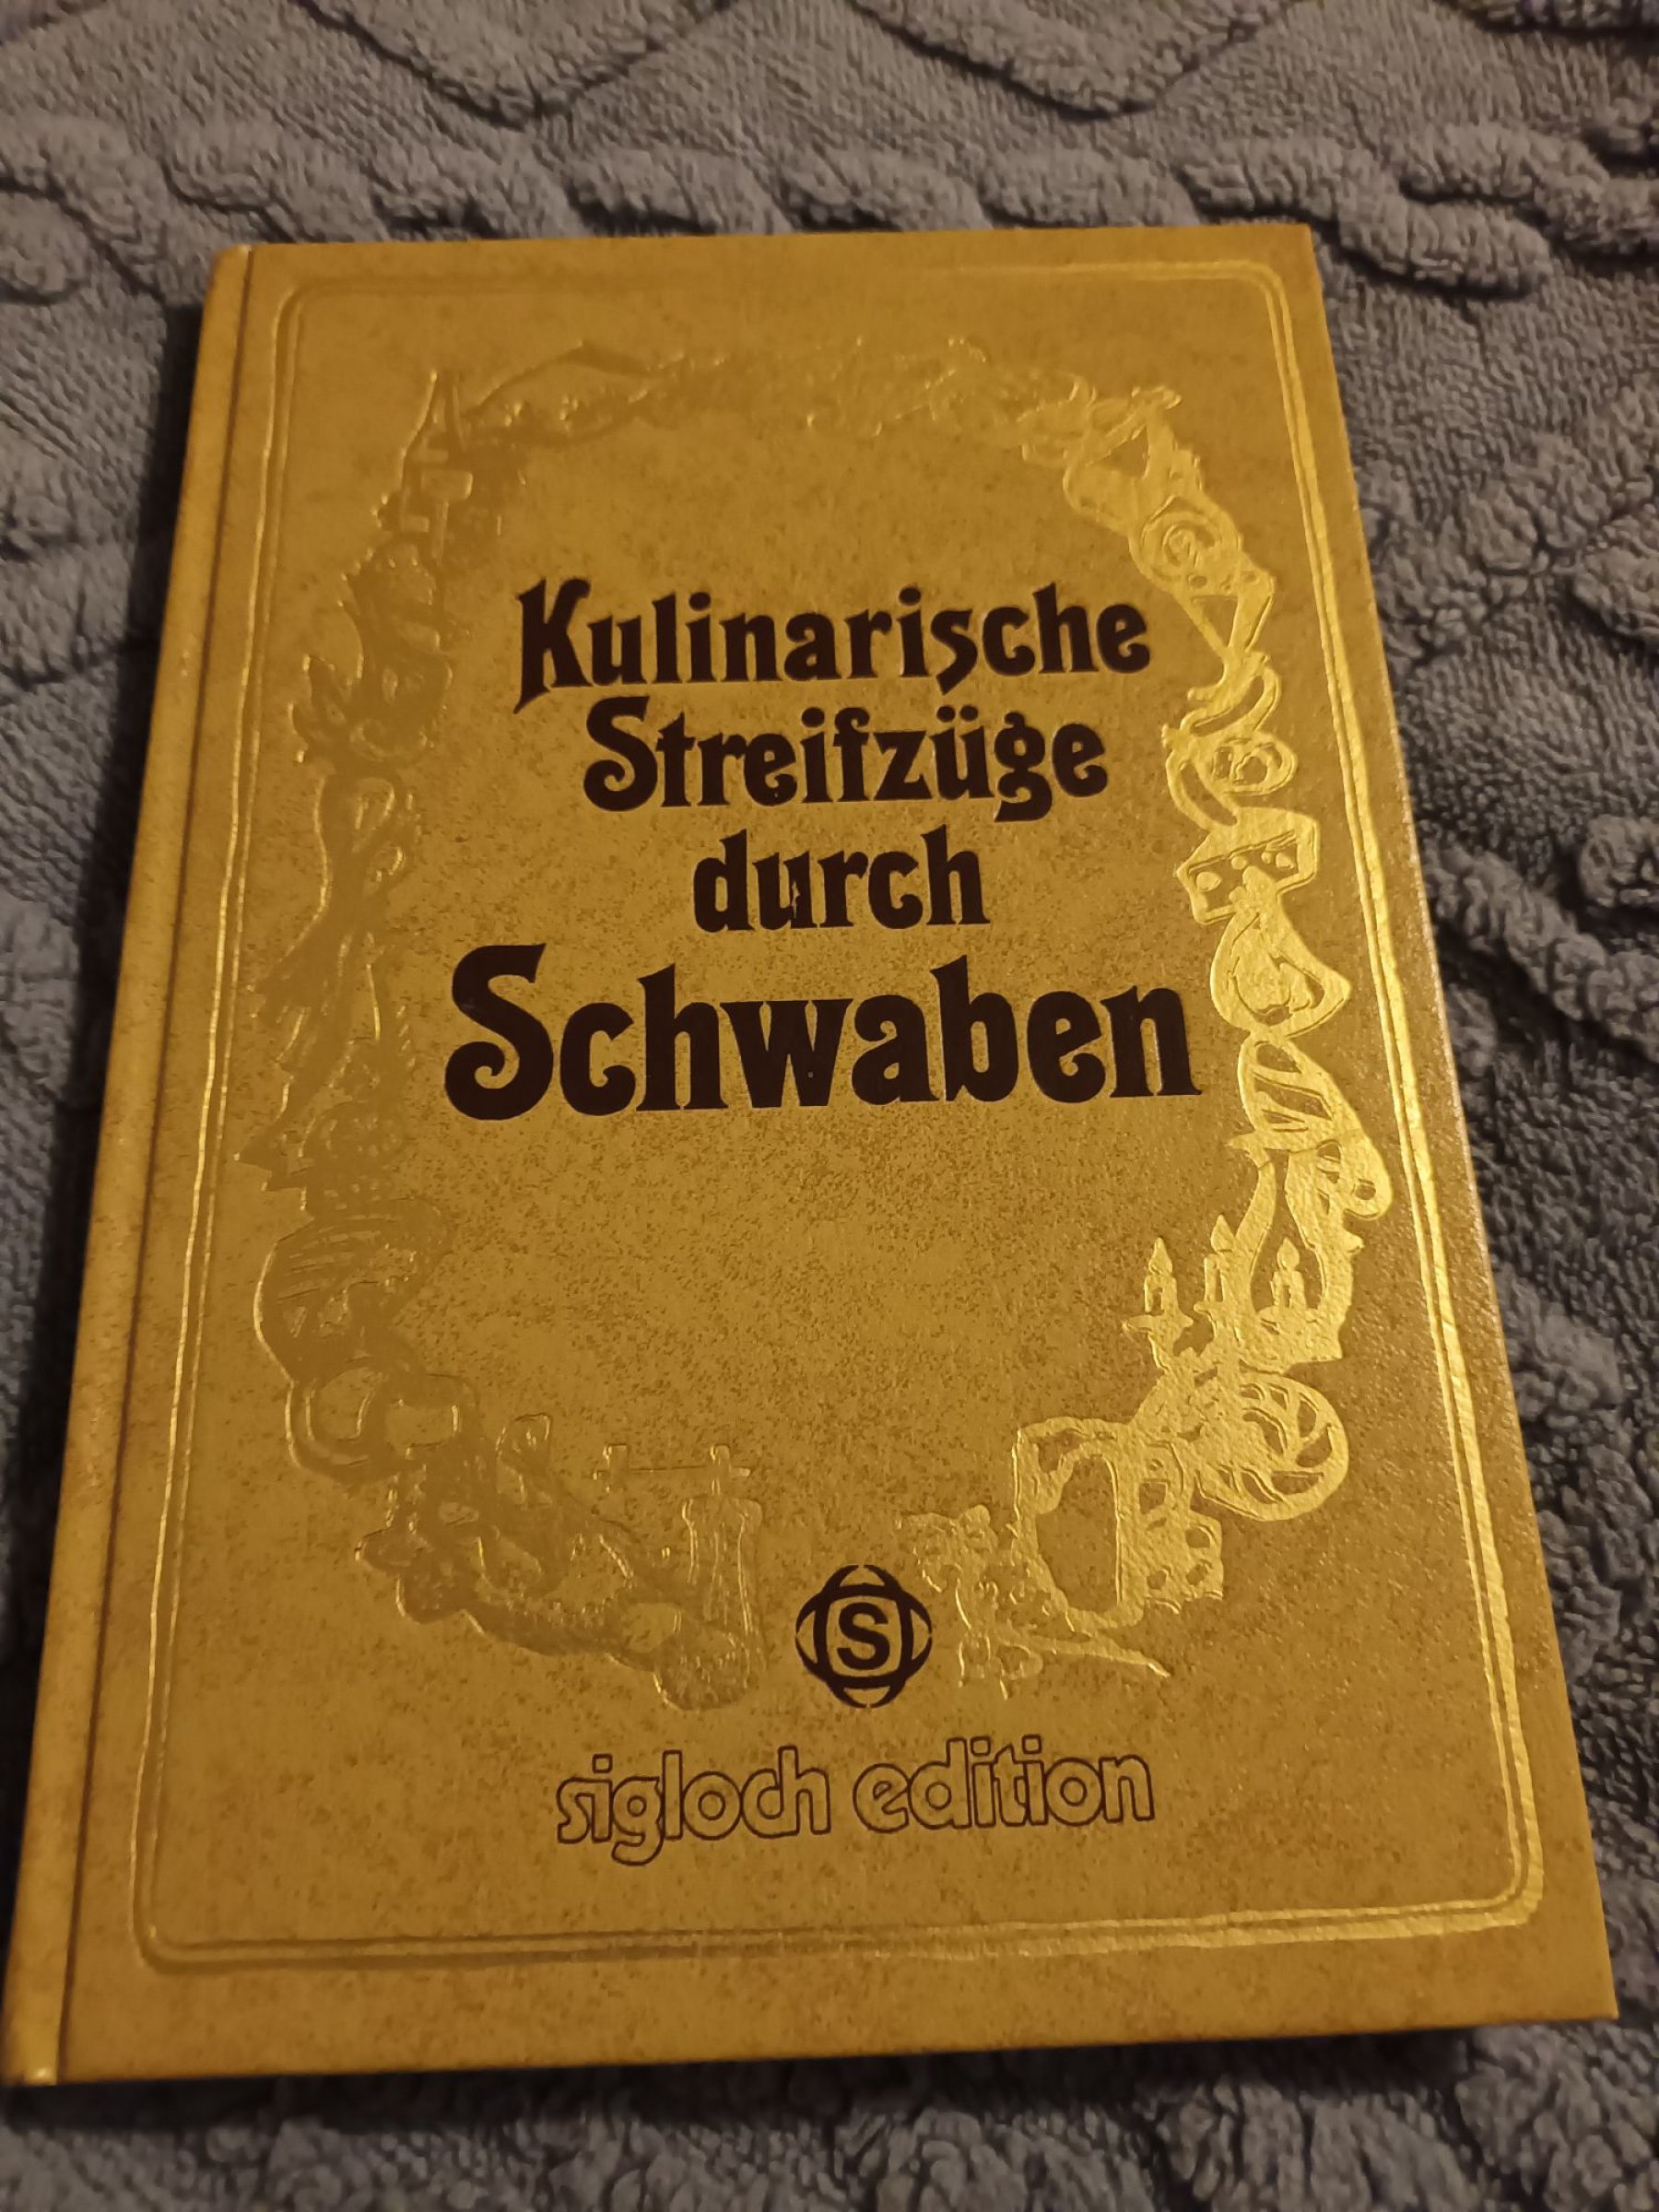 Kulinarische
Streifzüge
durch
Schwaben
S
sigloch edition